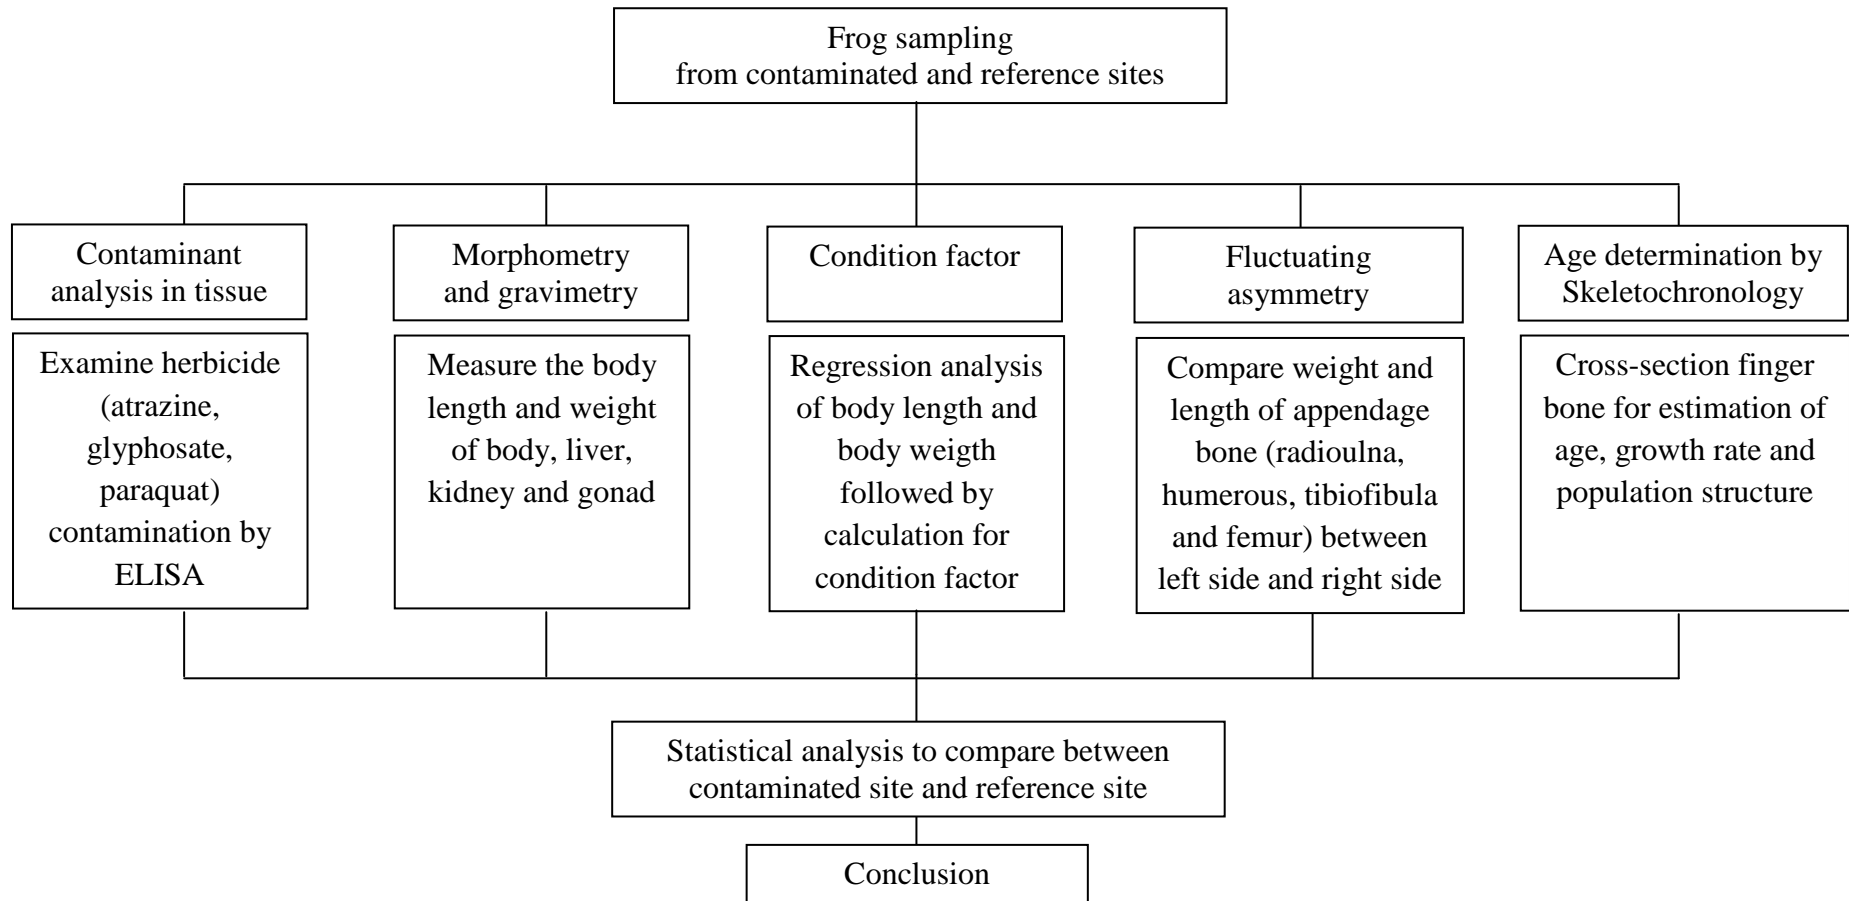 Frog sampling
from contaminated and reference sites
Contaminant
analysis in tissue
Morphometry
and gravimetry
Condition factor
Fluctuating
asymmetry
Age determination by
Skeletochronology
Examine herbicide
(atrazine,
glyphosate,
paraquat)
contamination by
ELISA
Measure the body
length and weight
of body, liver,
kidney and gonad
Regression analysis
of body length and
body weigth
followed by
calculation for
condition factor
Compare weight and
length of appendage
bone (radioulna,
humerous, tibiofibula
and femur) between
left side and right side
Cross-section finger
bone for estimation of
age, growth rate and
population structure
Statistical analysis to compare between
contaminated site and reference site
Conclusion